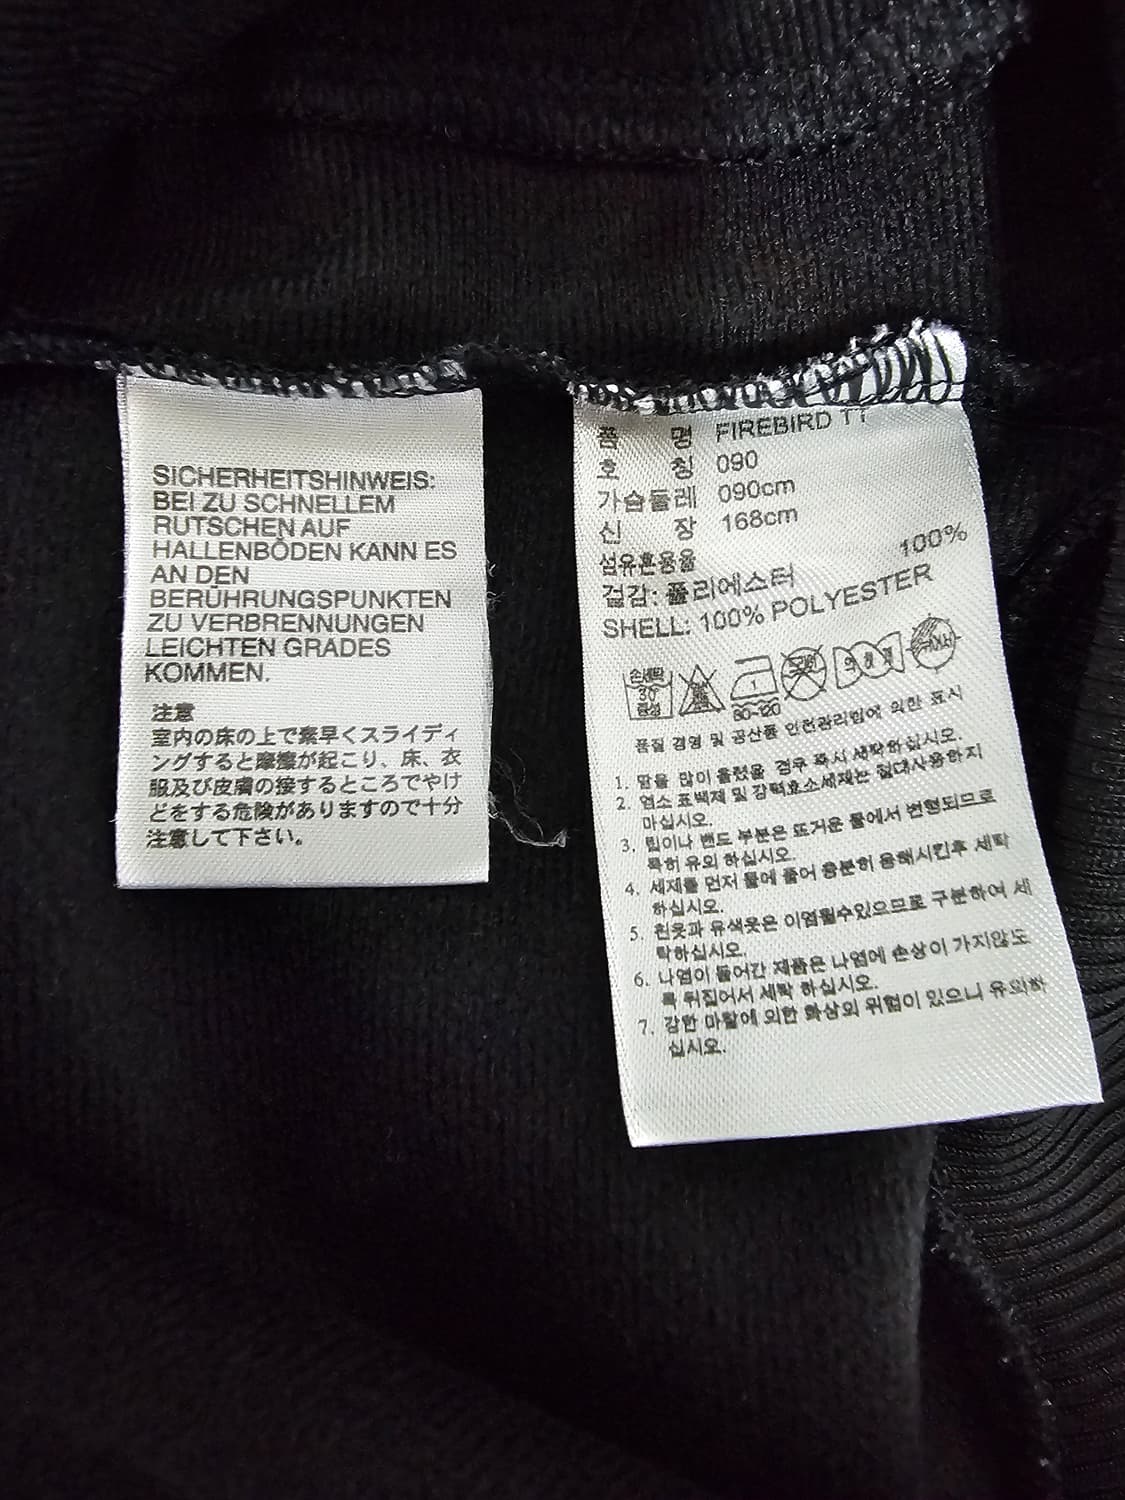 SICHERHEITSHINWEIS:
BEI ZU SCHNELLEM
RUTSCHEN AUF
HALLENBÖDEN KANN ES
AN DEN
BERÜHRUNGSPUNKTEN
ZU VERBRENNUNGEN
LEICHTEN GRADES
KOMMEN.
注意
室内の床の上で素早くスライディ
ングすると摩擦が起こり、床、衣
服及び皮膚の接するところでやけ
どをする危険がありますので十分
注意して下さい。
품 명 FIREBIRD TT
호 칭 090
가슴둘레 090cm
신 장 168cm
섬유혼용율
겉감: 폴리에스터 100%
SHELL: 100% POLYESTER
손세탁
30°
중성
80~120
품질 경영 및 공산품 안전관리법에 의한 표시
1. 땀을 많이 흘렸을 경우 즉시 세탁하십시오.
2. 염소 표백제 및 강력효소세제는 절대사용하지
마십시오.
3. 립이나 밴드 부분은 뜨거운 물에서 변형되므로
특히 유의 하십시오.
4. 세제를 먼저 물에 풀어 충분히 용해시킨후 세탁
하십시오.
5. 흰옷과 유색옷은 이염될수있으므로 구분하여 세
탁하십시오.
6. 나염이 들어간 제품은 나염에 손상이 가지않도
록 뒤집어서 세탁 하십시오.
7. 강한 마찰에 의한 화상의 위험이 있으니 유의하
십시오.